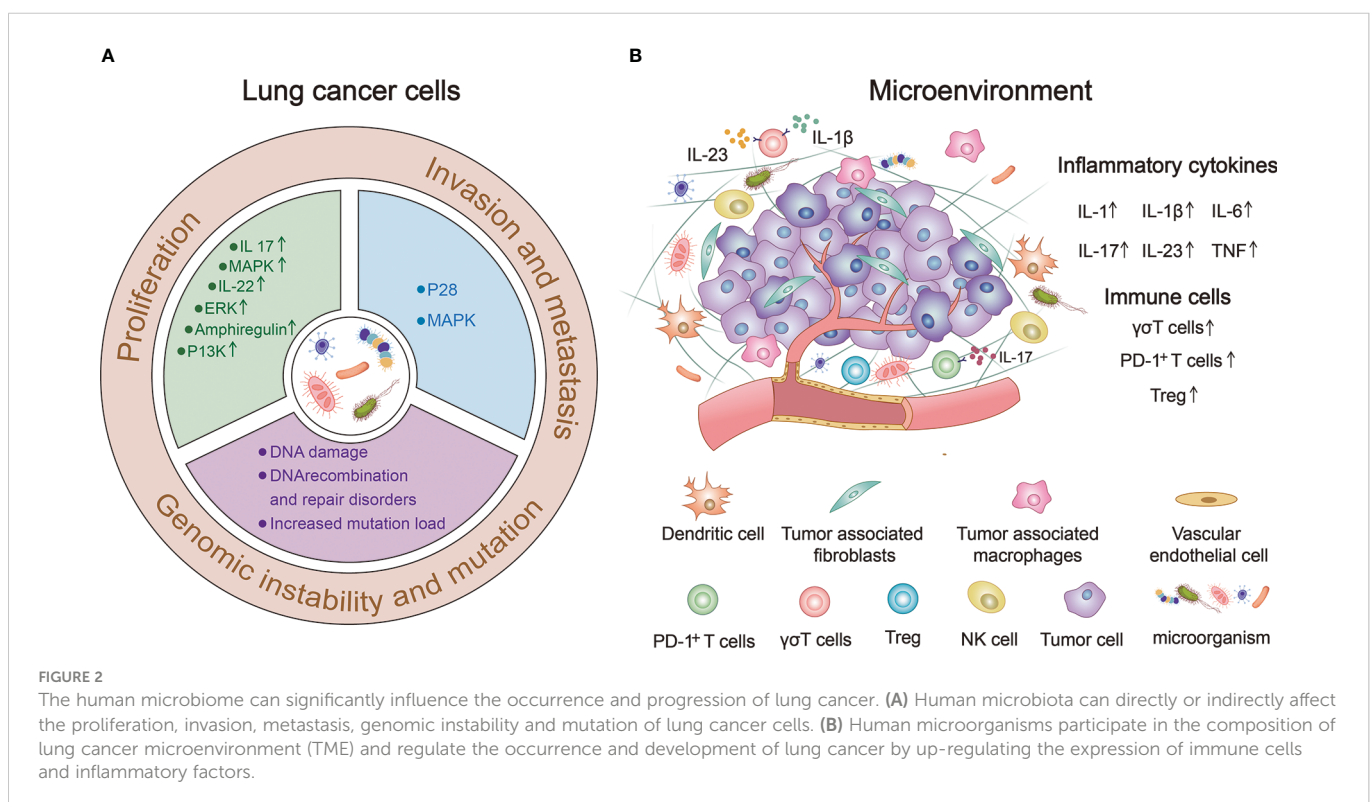 A
Lung cancer cells
Proliferation
Invasion and metastasis
Genomic instability and mutation
● IL 17↑
● MAPK↑
● IL-22↑
● ERK↑
● Amphiregulin↑
● P13K↑
● P28
● MAPK
● DNA damage
● DNArecombination
and repair disorders
● Increased mutation load
B
Microenvironment
IL-23
IL-1β
IL-17
Inflammatory cytokines
IL-1↑ IL-1β↑ IL-6↑
IL-17↑ IL-23↑ TNF↑
Immune cells
γσT cells↑
PD-1+ T cells ↑
Treg↑
Dendritic cell
Tumor associated
fibroblasts
Tumor associated
macrophages
Vascular
endothelial cell
PD-1+ T cells
γσT cells
Treg
NK cell
Tumor cell
microorganism
FIGURE 2
The human microbiome can significantly influence the occurrence and progression of lung cancer. (A) Human microbiota can directly or indirectly affect
the proliferation, invasion, metastasis, genomic instability and mutation of lung cancer cells. (B) Human microorganisms participate in the composition of
lung cancer microenvironment (TME) and regulate the occurrence and development of lung cancer by up-regulating the expression of immune cells
and inflammatory factors.